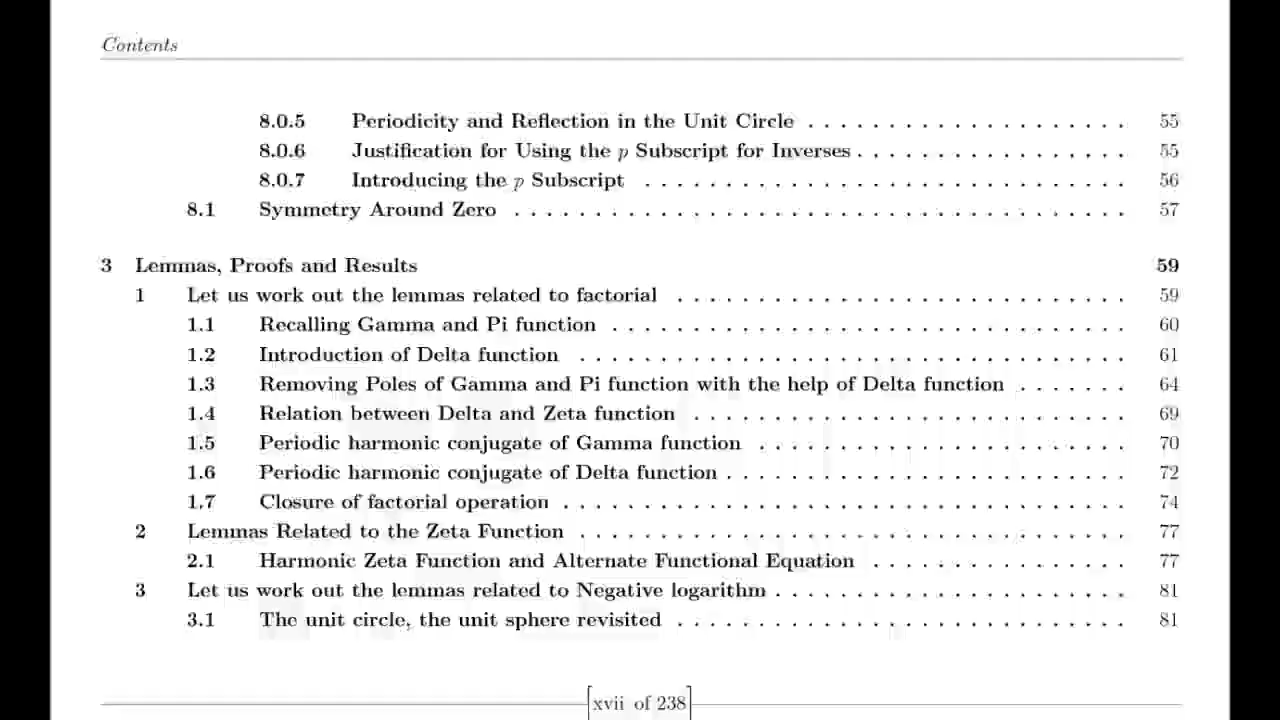 Contents
8.0.5 Periodicity and Reflection in the Unit Circle . . . . . . . . . . . . . . . . . . . . 55
8.0.6 Justification for Using the p Subscript for Inverses . . . . . . . . . . . . . . . . . 55
8.0.7 Introducing the p Subscript . . . . . . . . . . . . . . . . . . . . . . . . . . . . . . 56
8.1 Symmetry Around Zero . . . . . . . . . . . . . . . . . . . . . . . . . . . . . . . . . . . . . . 57
3 Lemmas, Proofs and Results 59
1 Let us work out the lemmas related to factorial . . . . . . . . . . . . . . . . . . . . . . . . . . . . 59
1.1 Recalling Gamma and Pi function . . . . . . . . . . . . . . . . . . . . . . . . . . . . . . . . 60
1.2 Introduction of Delta function . . . . . . . . . . . . . . . . . . . . . . . . . . . . . . . . . . 61
1.3 Removing Poles of Gamma and Pi function with the help of Delta function . . . . . . . 64
1.4 Relation between Delta and Zeta function . . . . . . . . . . . . . . . . . . . . . . . . . . . 69
1.5 Periodic harmonic conjugate of Gamma function . . . . . . . . . . . . . . . . . . . . . . . 70
1.6 Periodic harmonic conjugate of Delta function . . . . . . . . . . . . . . . . . . . . . . . . . 72
1.7 Closure of factorial operation . . . . . . . . . . . . . . . . . . . . . . . . . . . . . . . . . . . 74
2 Lemmas Related to the Zeta Function . . . . . . . . . . . . . . . . . . . . . . . . . . . . . . . . . . 77
2.1 Harmonic Zeta Function and Alternate Functional Equation . . . . . . . . . . . . . . . . 77
3 Let us work out the lemmas related to Negative logarithm . . . . . . . . . . . . . . . . . . . . . . 81
3.1 The unit circle, the unit sphere revisited . . . . . . . . . . . . . . . . . . . . . . . . . . . . 81
xvii of 238